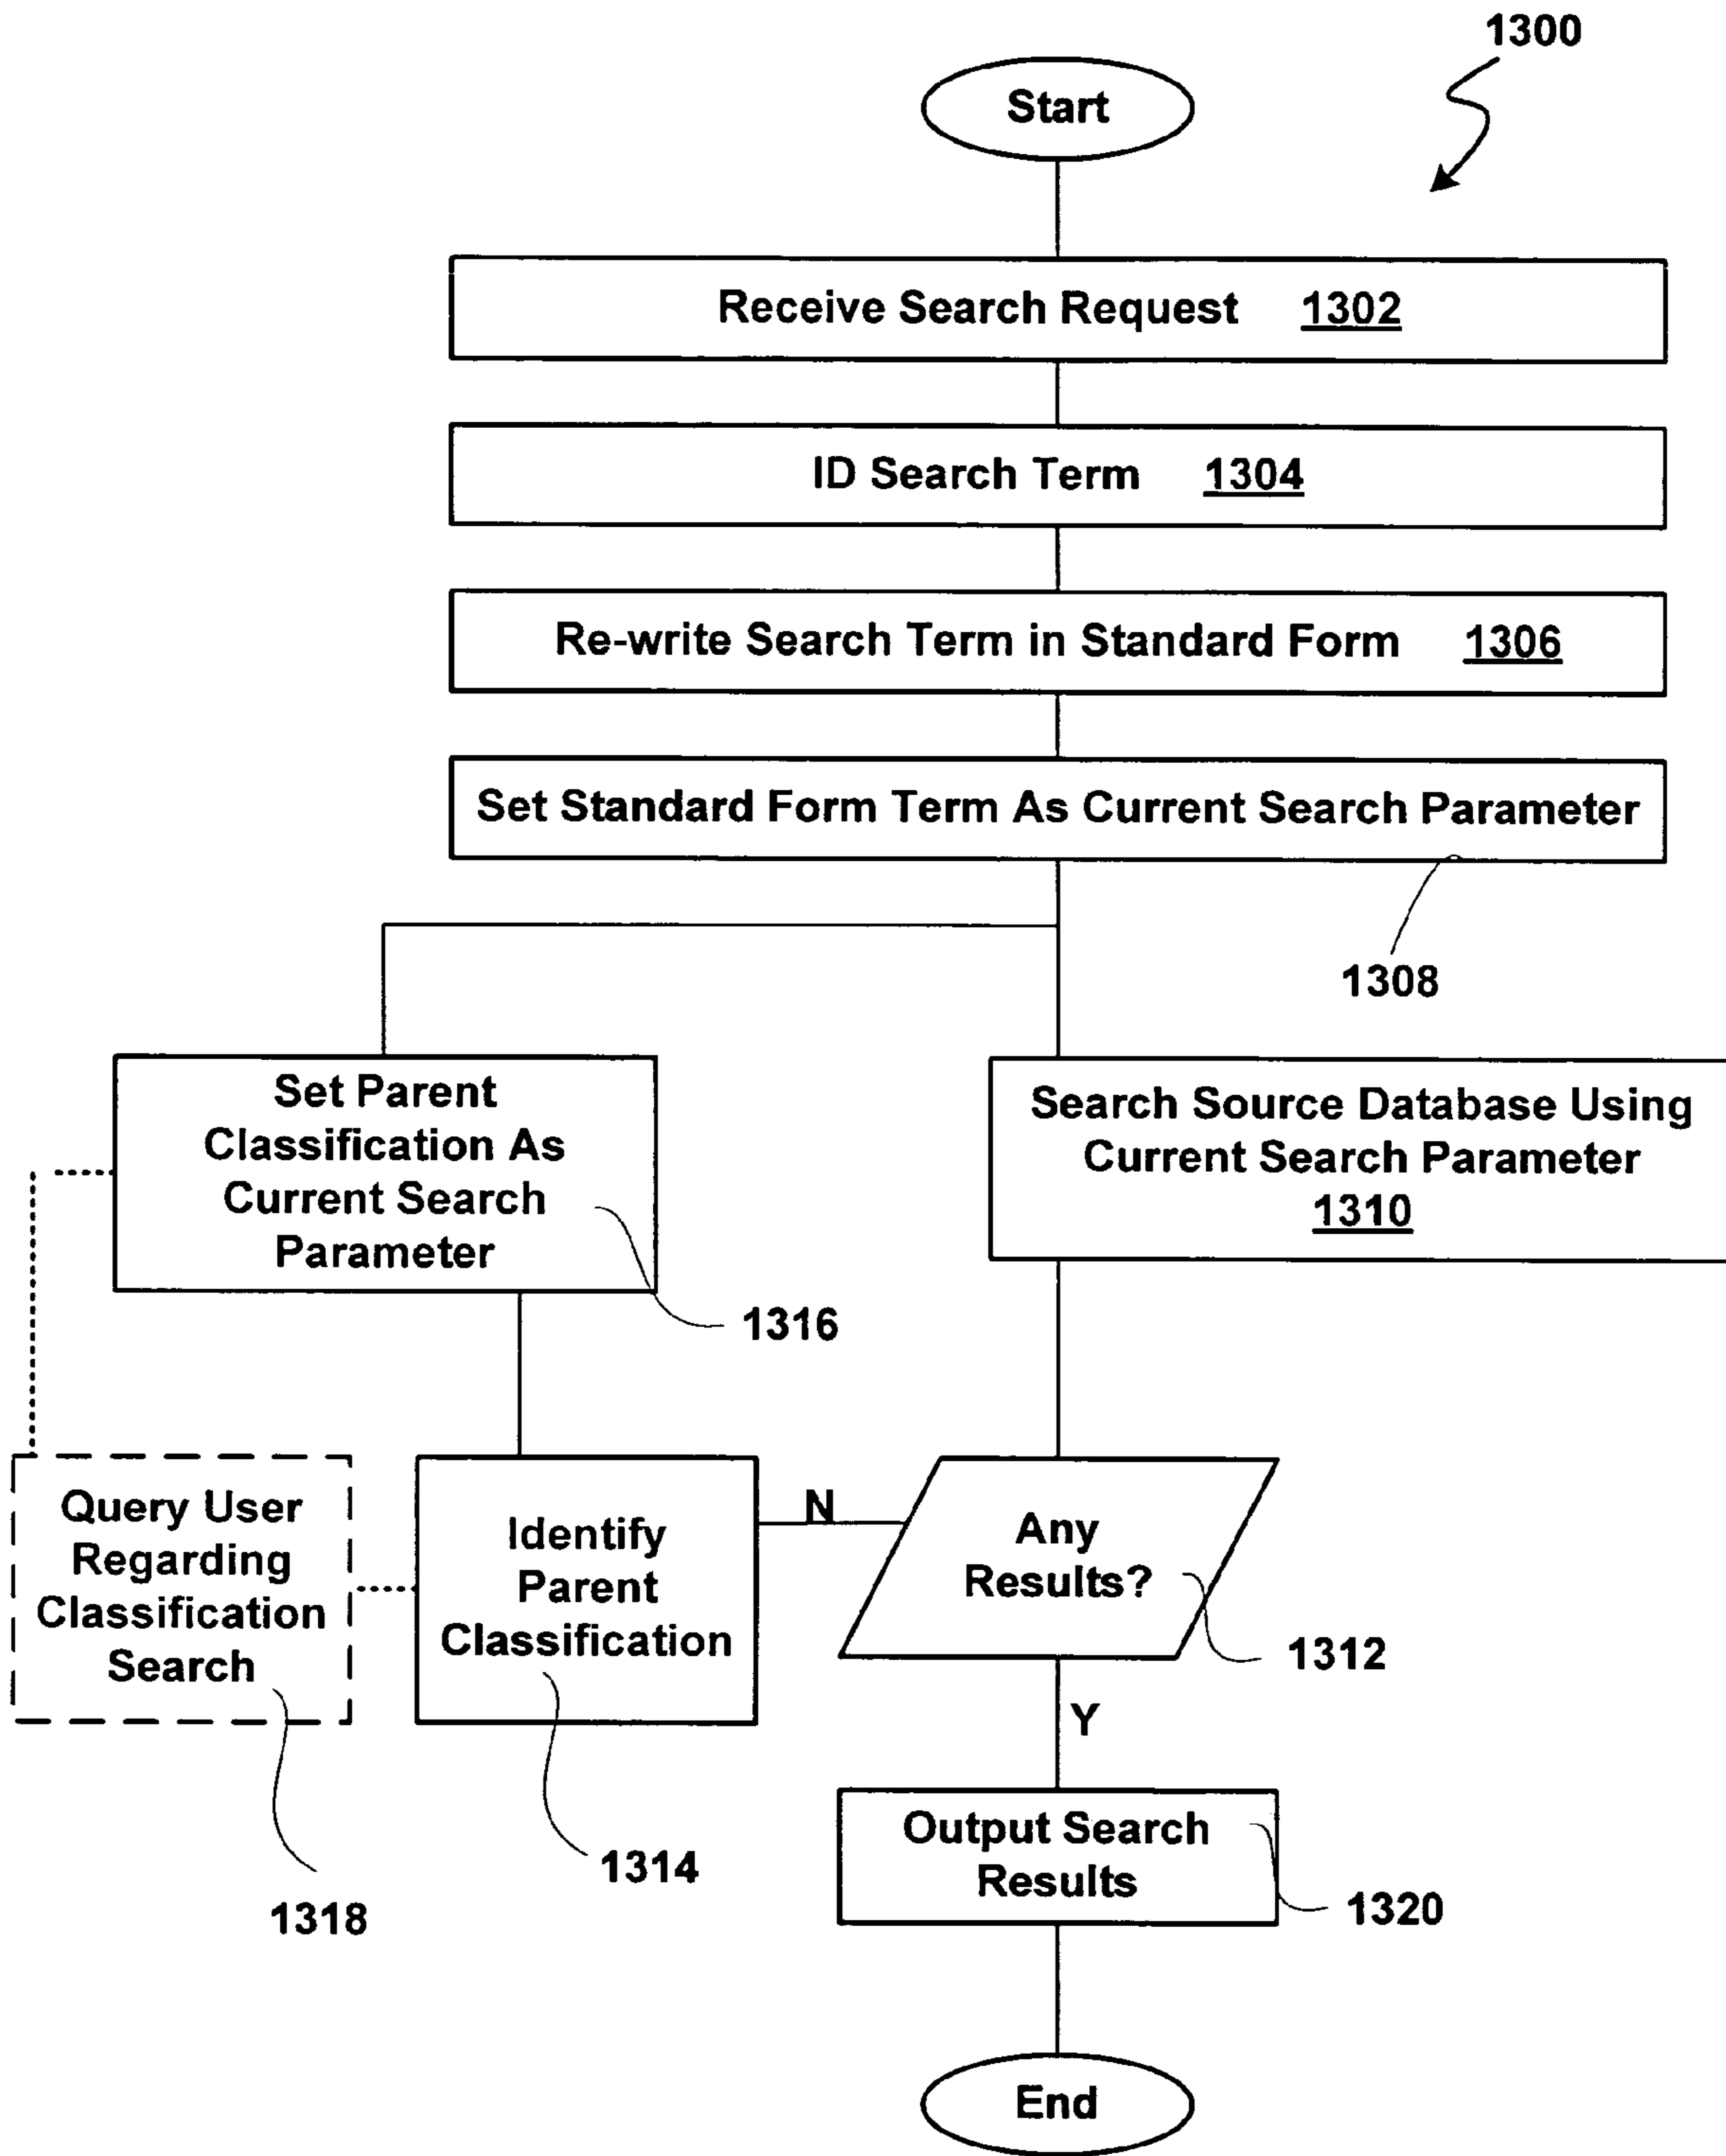 1300
Start
Receive Search Request 1302
ID Search Term 1304
Re-write Search Term in Standard Form 1306
Set Standard Form Term As Current Search Parameter
1308
Set Parent
Classification As
Current Search
Parameter
1316
Search Source Database Using
Current Search Parameter
1310
Query User
Regarding
Classification
Search
1318
Identify
Parent
Classification
1314
N
Any
Results?
1312
Y
Output Search
Results
1320
End